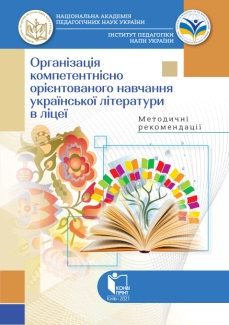 НАЦІОНАЛЬНА АКАДЕМІЯ
ПЕДАГОГІЧНИХ НАУК УКРАЇНИ
ІНСТИТУТ ПЕДАГОГІКИ
НАПН УКРАЇНИ
Організація
компетентнісно
орієнтованого навчання
української літератури
в ліцеї
Методичні
рекомендації
КОНВІ
ПРІНТ
Київ - 2021